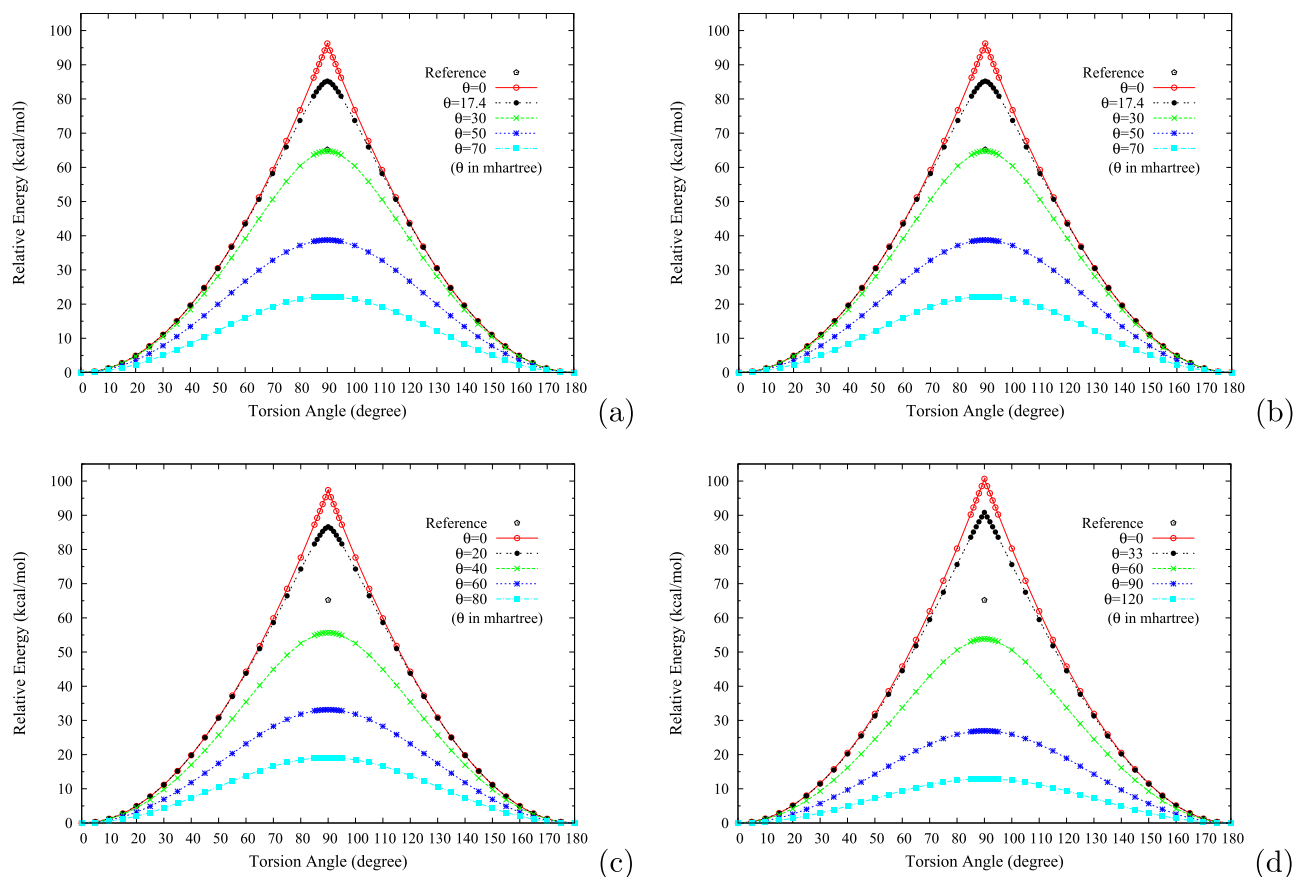 100
90
80
70
60
50
40
30
20
10
0
Relative Energy (kcal/mol)
Reference
θ=0
θ=17.4
θ=30
θ=50
θ=70
(θ in mhartree)
0 10 20 30 40 50 60 70 80 90 100 110 120 130 140 150 160 170 180
Torsion Angle (degree)
(a)
100
90
80
70
60
50
40
30
20
10
0
Relative Energy (kcal/mol)
Reference
θ=0
θ=17.4
θ=30
θ=50
θ=70
(θ in mhartree)
0 10 20 30 40 50 60 70 80 90 100 110 120 130 140 150 160 170 180
Torsion Angle (degree)
(b)
100
90
80
70
60
50
40
30
20
10
0
Relative Energy (kcal/mol)
Reference
θ=0
θ=20
θ=40
θ=60
θ=80
(θ in mhartree)
0 10 20 30 40 50 60 70 80 90 100 110 120 130 140 150 160 170 180
Torsion Angle (degree)
(c)
100
90
80
70
60
50
40
30
20
10
0
Relative Energy (kcal/mol)
Reference
θ=0
θ=33
θ=60
θ=90
θ=120
(θ in mhartree)
0 10 20 30 40 50 60 70 80 90 100 110 120 130 140 150 160 170 180
Torsion Angle (degree)
(d)